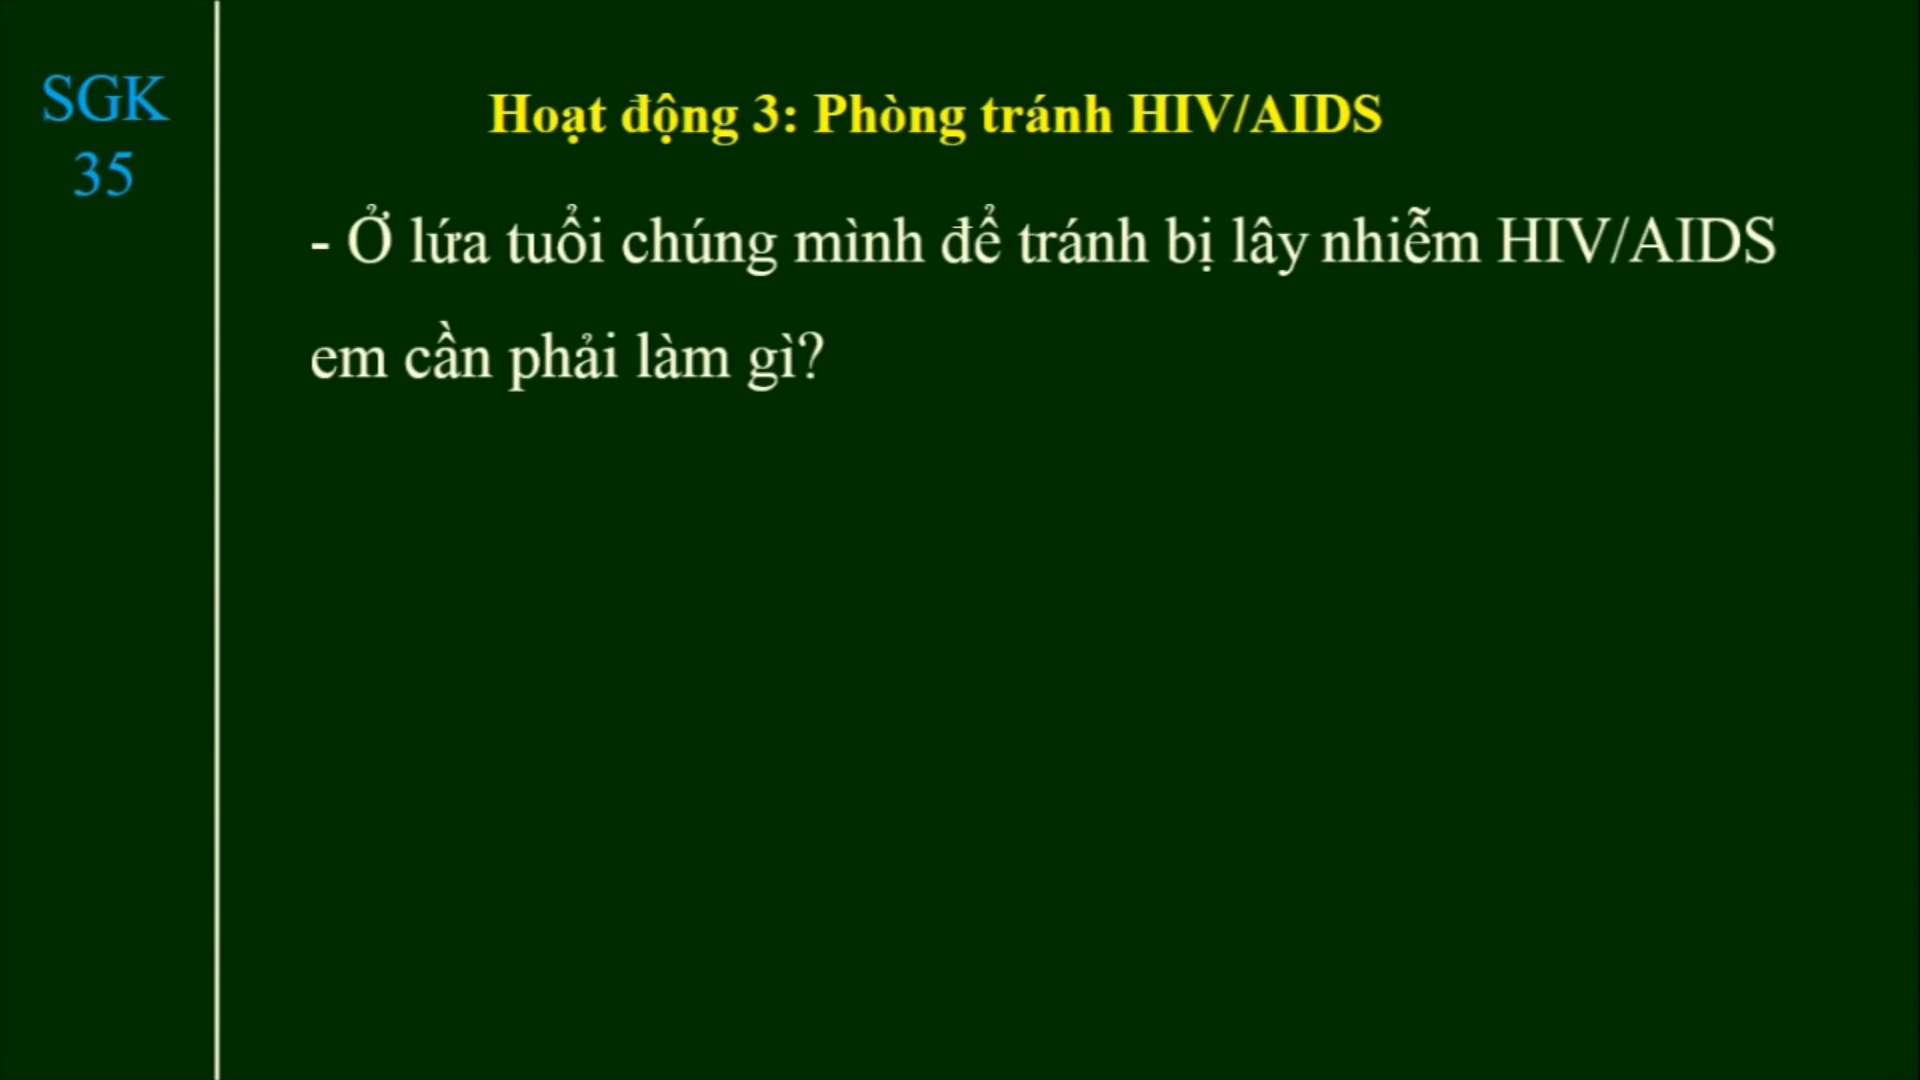 SGK
35
Hoạt động 3: Phòng tránh HIV/AIDS
- Ở lứa tuổi chúng mình để tránh bị lây nhiễm HIV/AIDS
em cần phải làm gì?